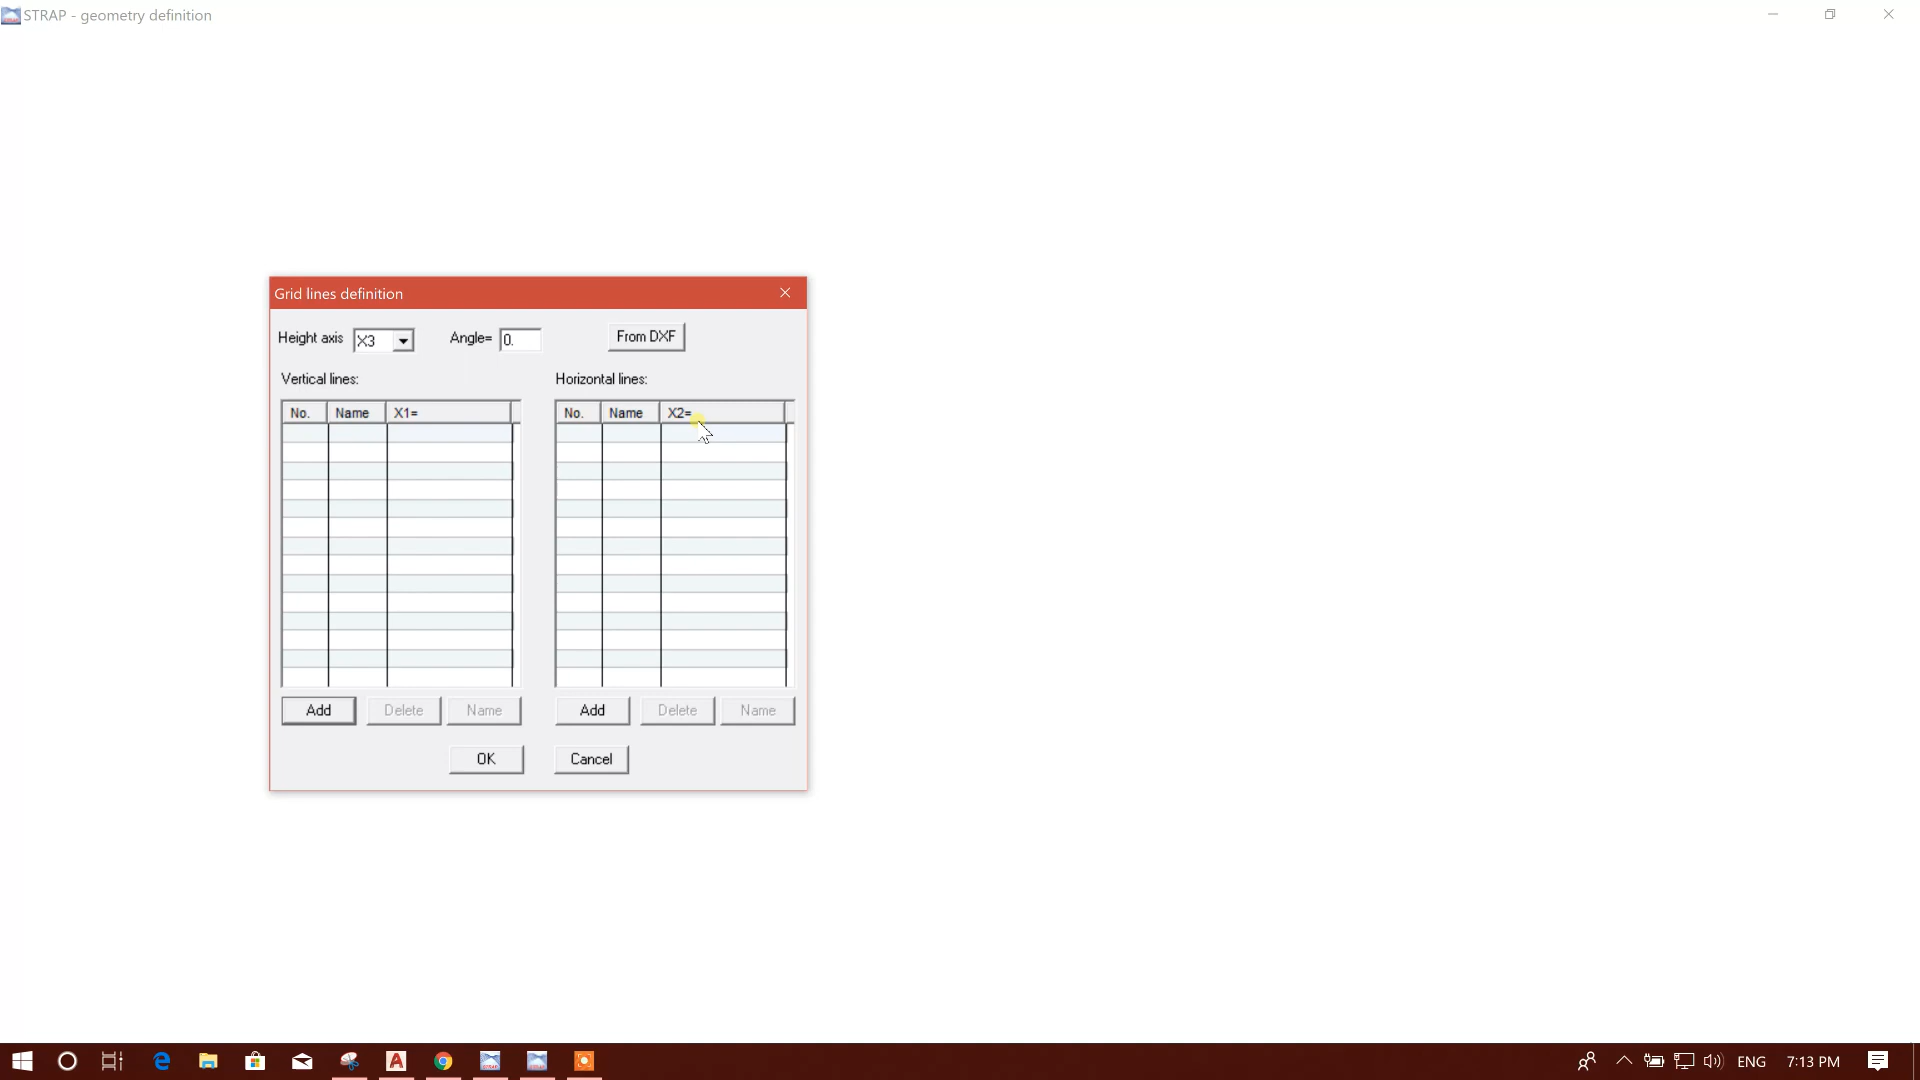 STRAP - geometry definition
Grid lines definition
Height axis X3 Angle= 0. From DXF
Vertical lines: Horizontal lines:
No. Name X1= No. Name X2=
Add Delete Name Add Delete Name
OK Cancel
ENG 7:13 PM